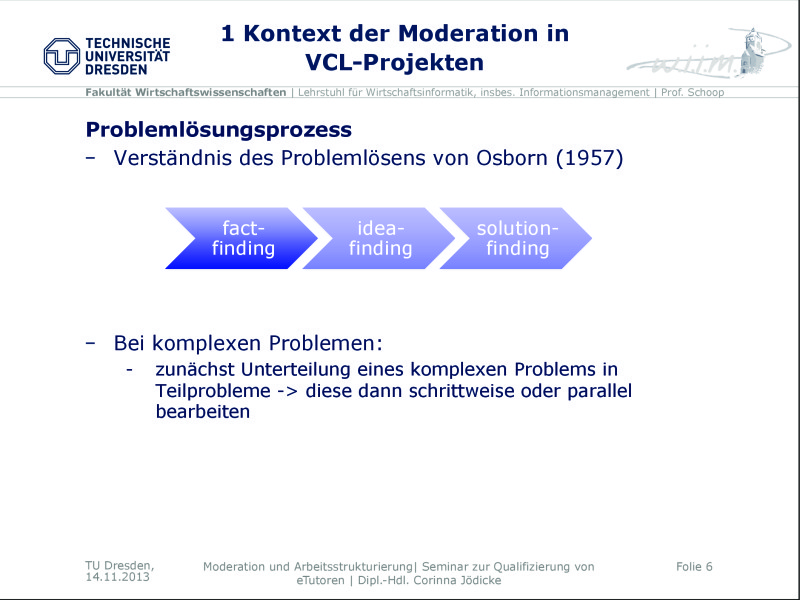 1 Kontext der Moderation in
VCL-Projekten
TECHNISCHE
UNIVERSITÄT
DRESDEN
w.i.i.m.
Fakultät Wirtschaftswissenschaften | Lehrstuhl für Wirtschaftsinformatik, insbes. Informationsmanagement | Prof. Schoop
Problemlösungsprozess
– Verständnis des Problemlösens von Osborn (1957)
fact-
finding
idea-
finding
solution-
finding
– Bei komplexen Problemen:
- zunächst Unterteilung eines komplexen Problems in
Teilprobleme -> diese dann schrittweise oder parallel
bearbeiten
TU Dresden,
14.11.2013
Moderation und Arbeitsstrukturierung| Seminar zur Qualifizierung von
eTutoren | Dipl.-Hdl. Corinna Jödicke
Folie 6